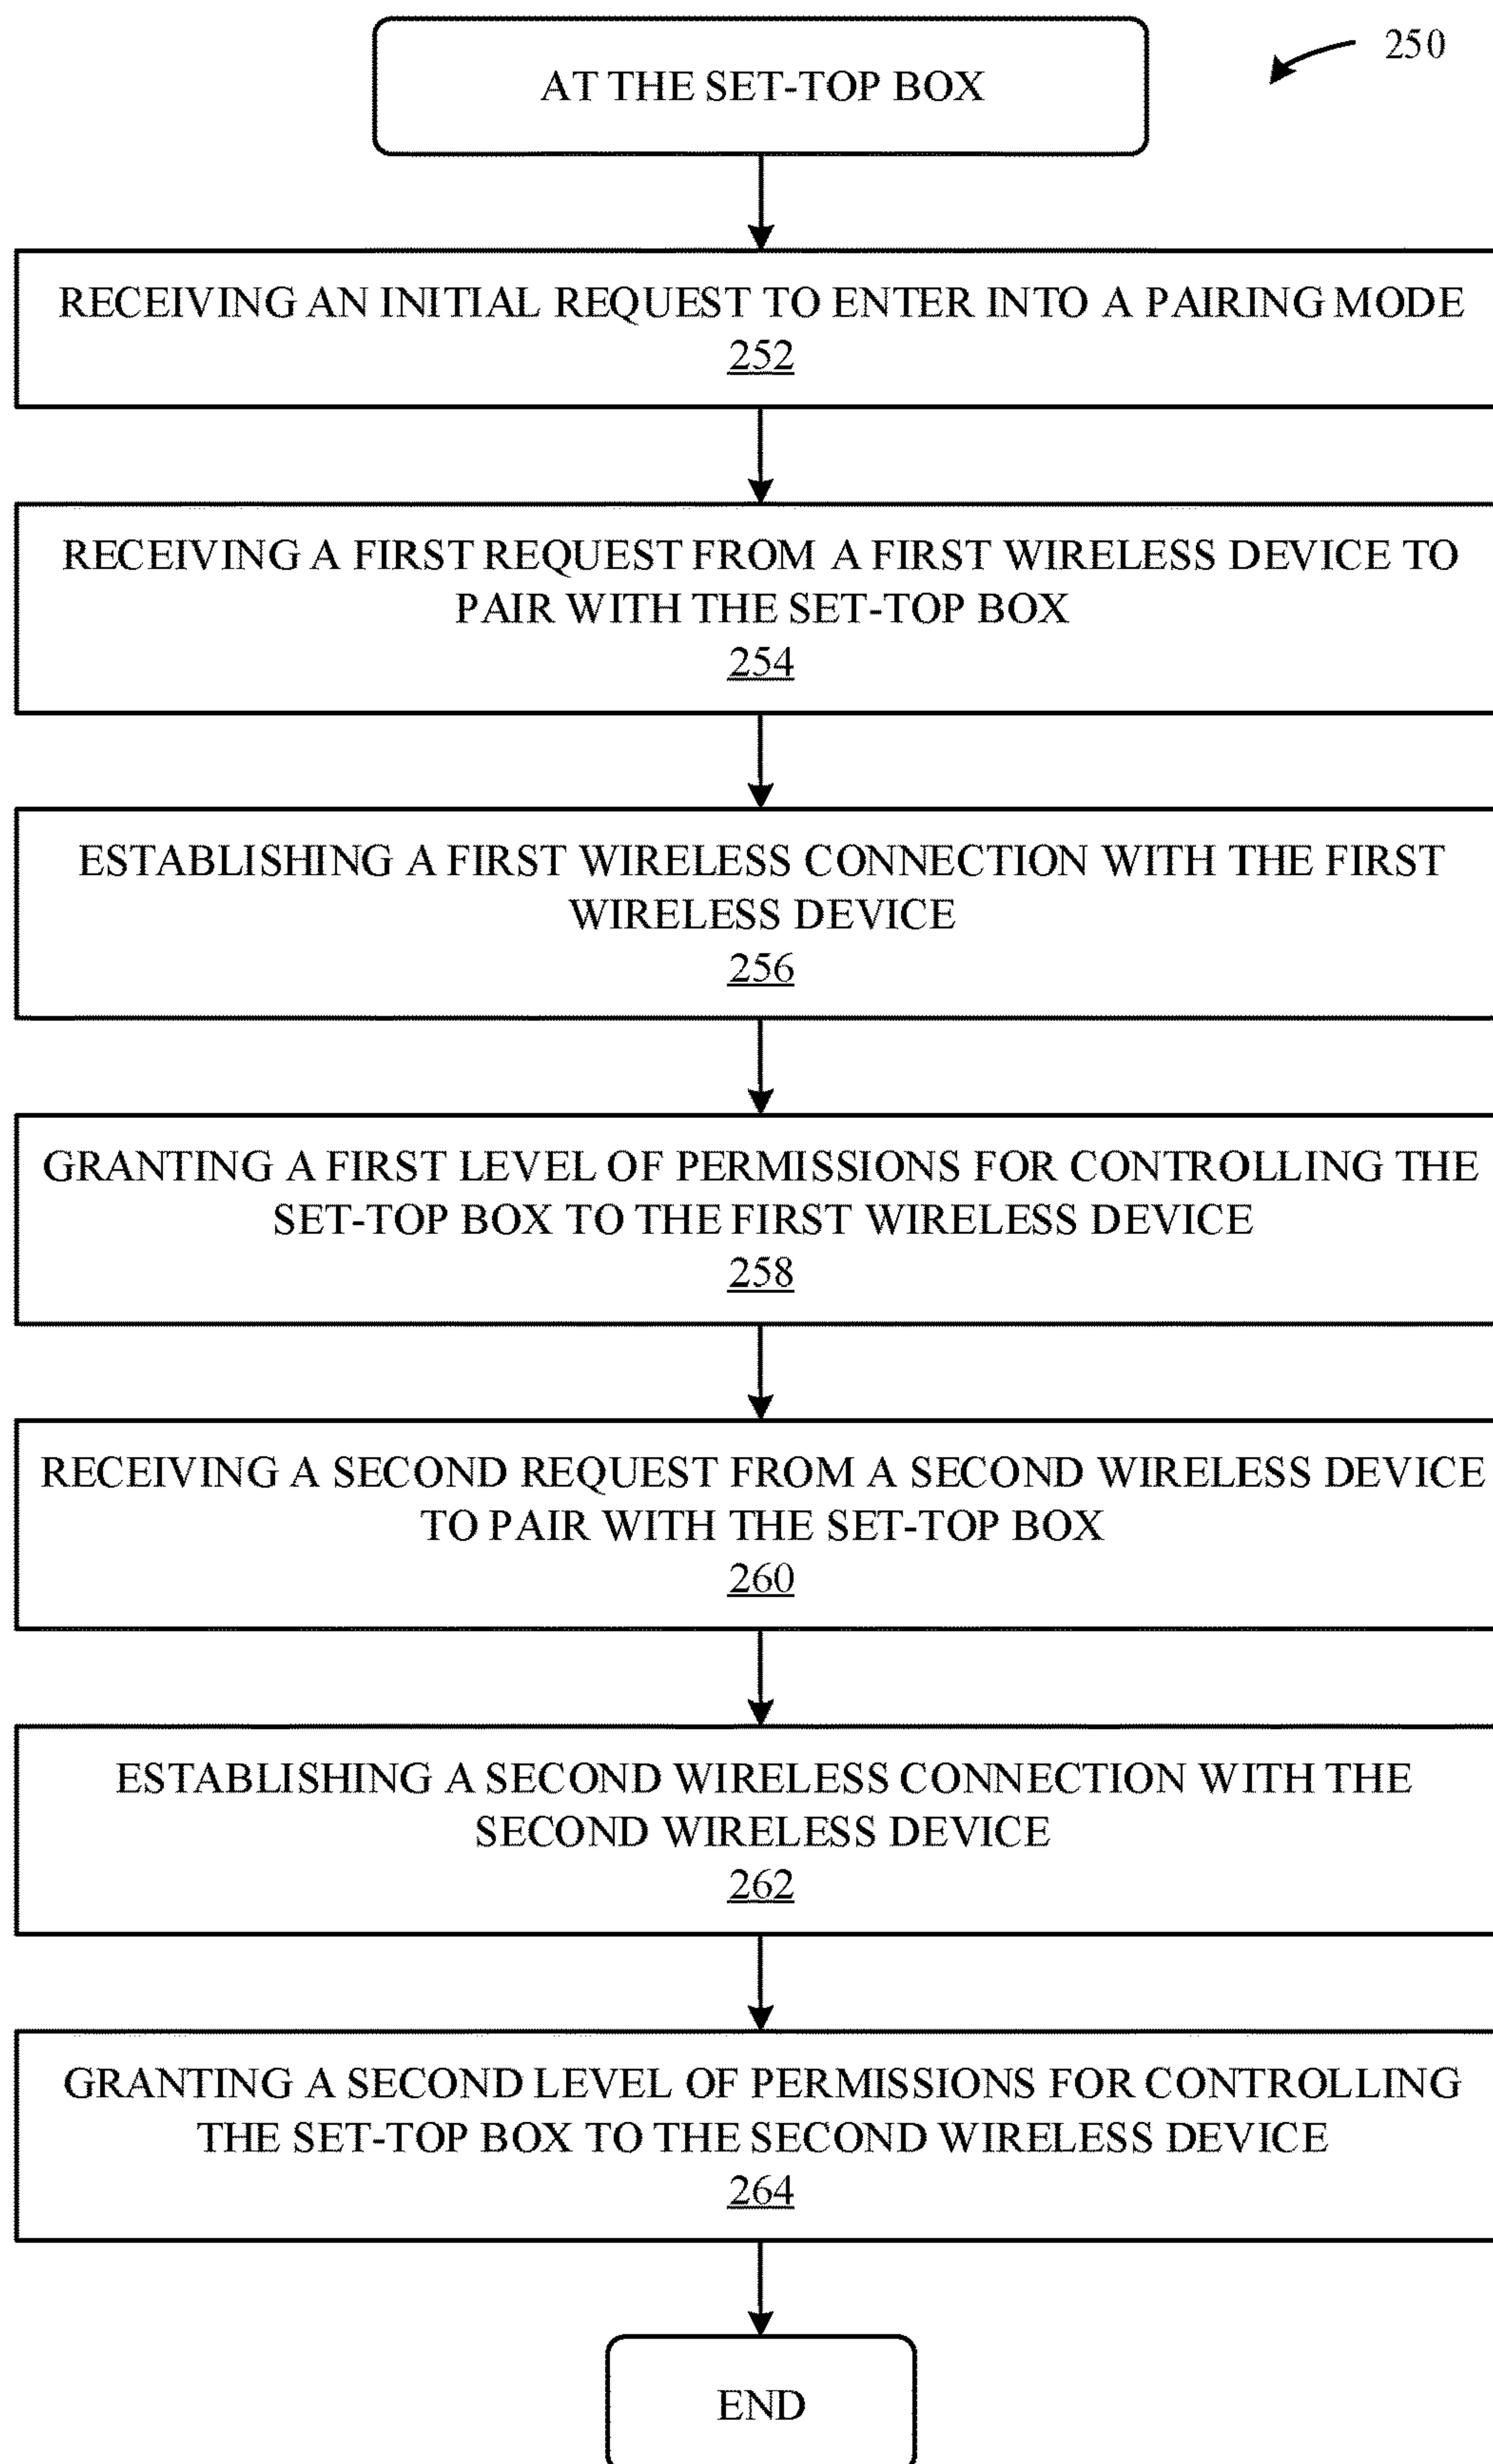 AT THE SET-TOP BOX
250
RECEIVING AN INITIAL REQUEST TO ENTER INTO A PAIRING MODE
252
RECEIVING A FIRST REQUEST FROM A FIRST WIRELESS DEVICE TO
PAIR WITH THE SET-TOP BOX
254
ESTABLISHING A FIRST WIRELESS CONNECTION WITH THE FIRST
WIRELESS DEVICE
256
GRANTING A FIRST LEVEL OF PERMISSIONS FOR CONTROLLING THE
SET-TOP BOX TO THE FIRST WIRELESS DEVICE
258
RECEIVING A SECOND REQUEST FROM A SECOND WIRELESS DEVICE
TO PAIR WITH THE SET-TOP BOX
260
ESTABLISHING A SECOND WIRELESS CONNECTION WITH THE
SECOND WIRELESS DEVICE
262
GRANTING A SECOND LEVEL OF PERMISSIONS FOR CONTROLLING
THE SET-TOP BOX TO THE SECOND WIRELESS DEVICE
264
END